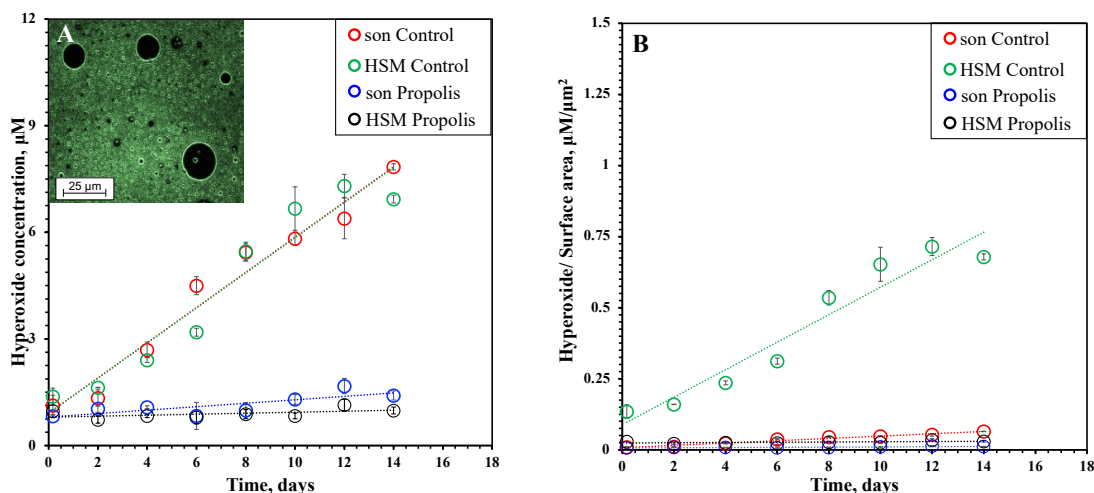 A
25 µm
son Control
HSM Control
son Propolis
HSM Propolis
Hyperoxide concentration, µM
12
9
6
3
0
0 2 4 6 8 10 12 14 16 18
Time, days
B
son Control
HSM Control
son Propolis
HSM Propolis
Hyperoxide/ Surface area, µM/µm²
1.5
1.25
1
0.75
0.5
0.25
0
0 2 4 6 8 10 12 14 16 18
Time, days